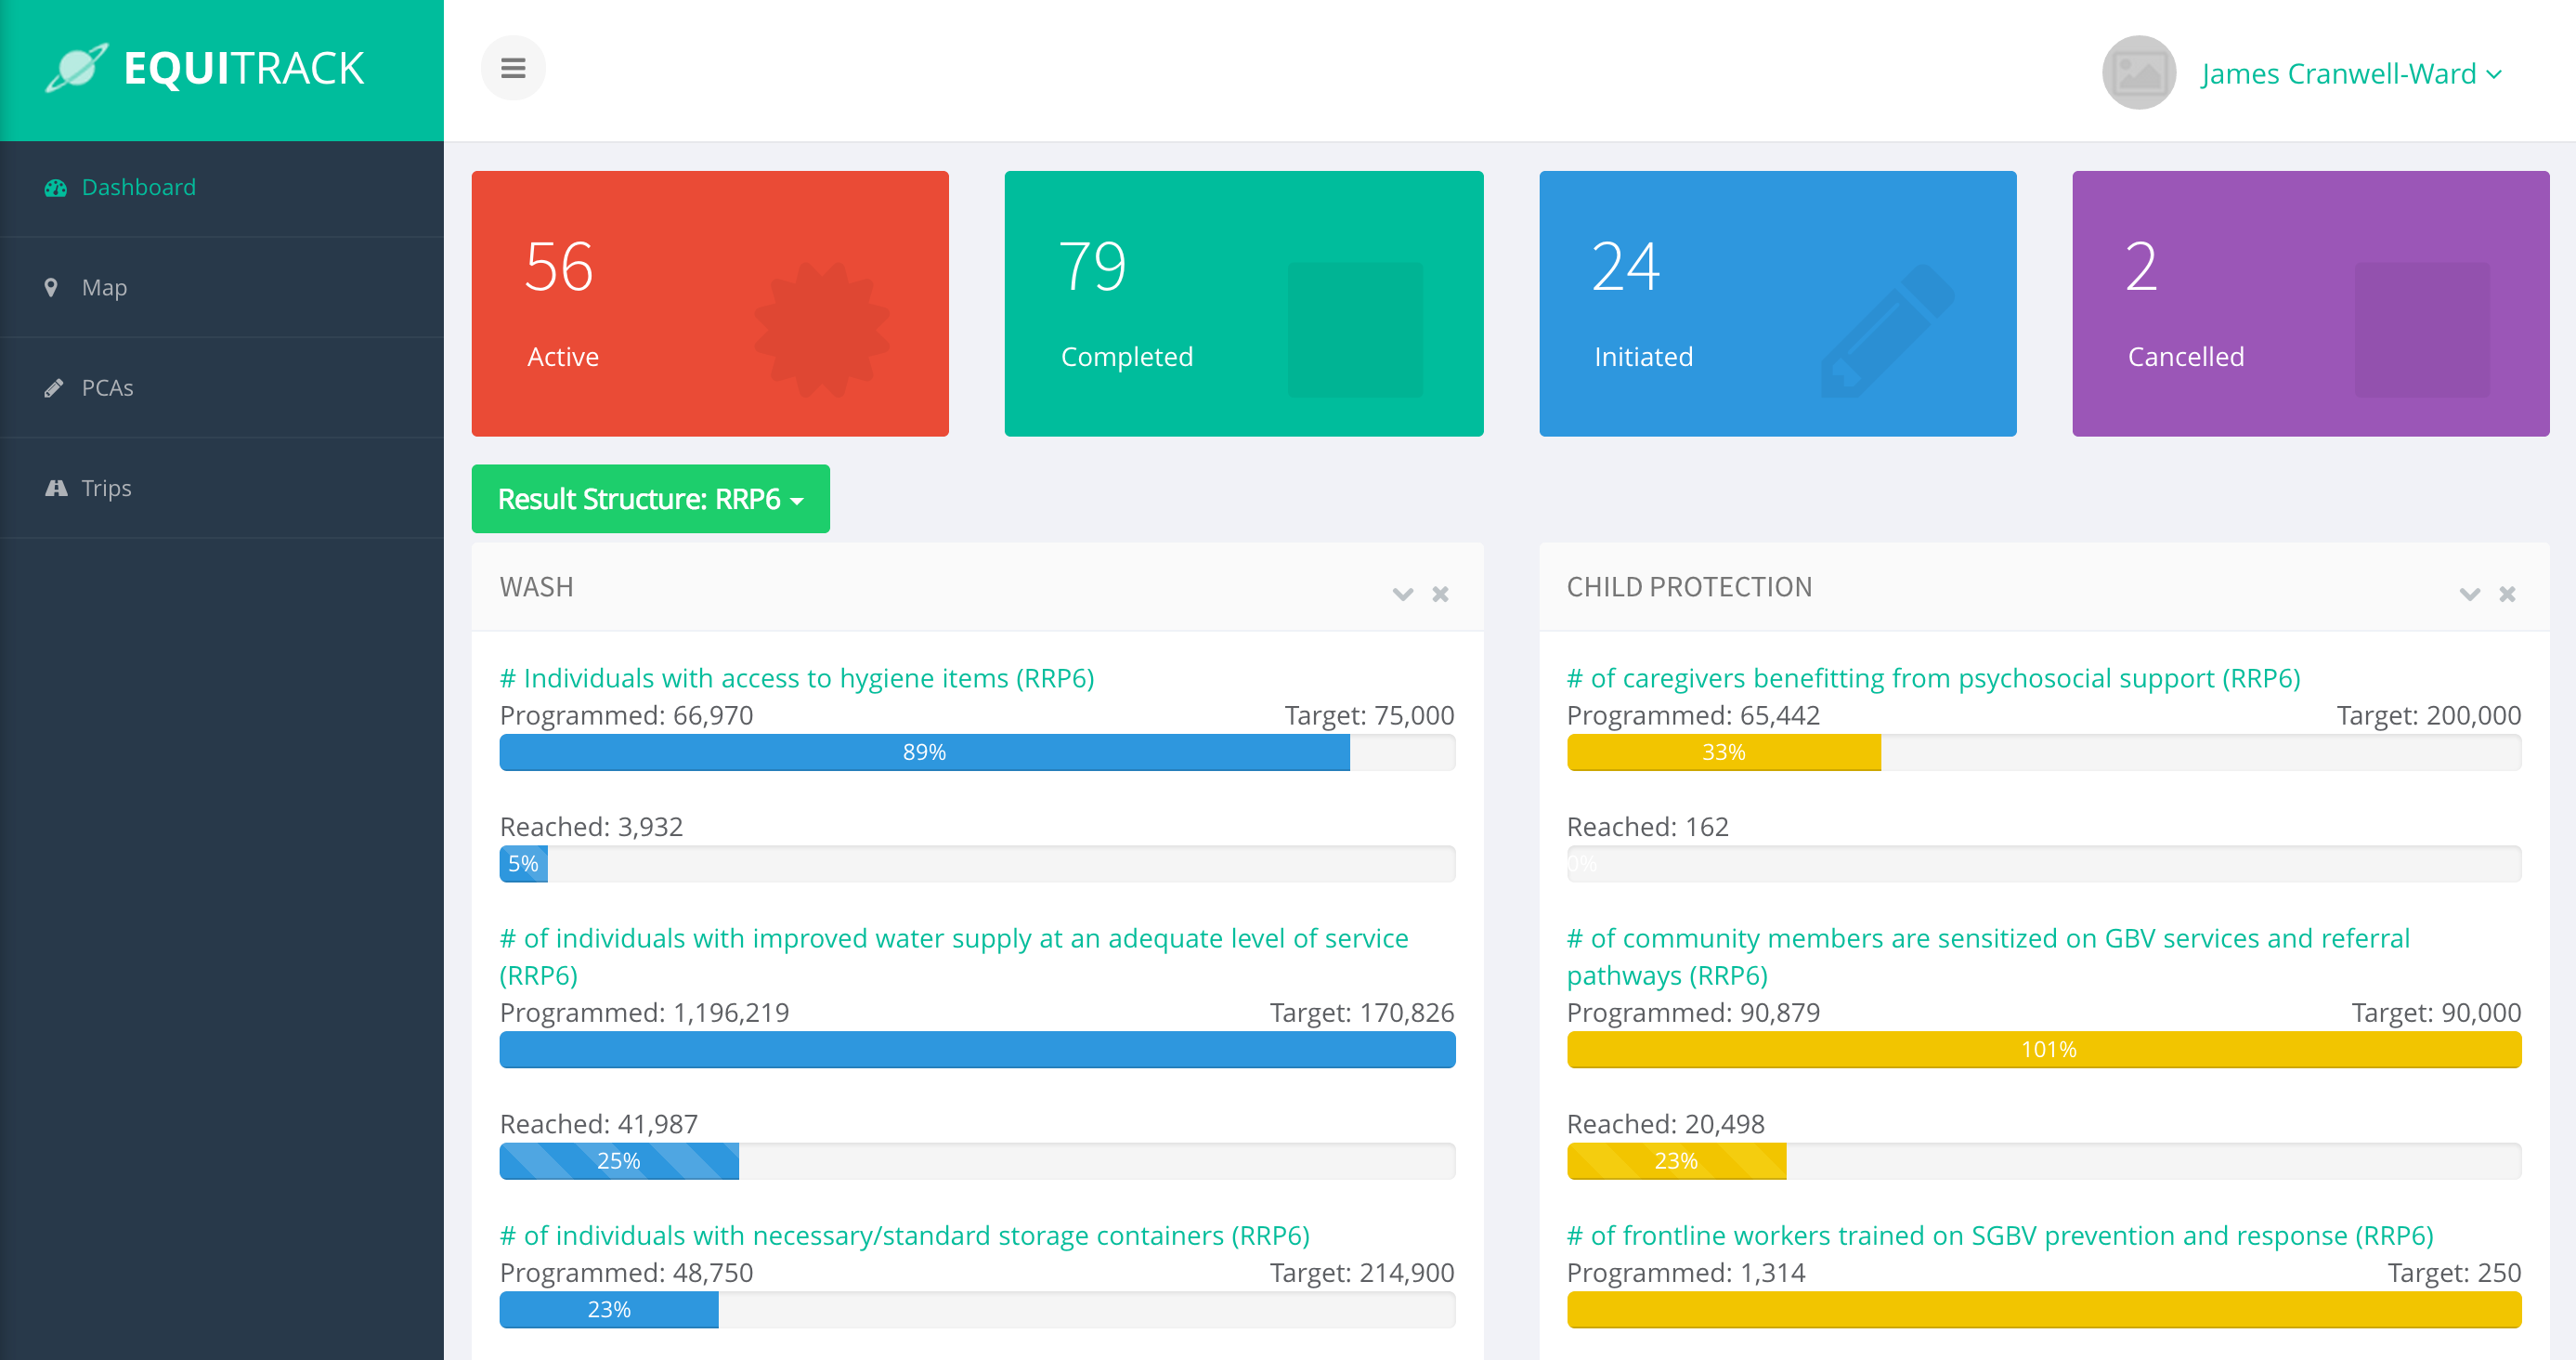 EQUITRACK
James Cranwell-Ward
Dashboard
Map
PCAs
Trips
56
Active
79
Completed
24
Initiated
2
Cancelled
Result Structure: RRP6
WASH
# Individuals with access to hygiene items (RRP6)
Programmed: 66,970 Target: 75,000
89%
Reached: 3,932
5%
# of individuals with improved water supply at an adequate level of service
(RRP6)
Programmed: 1,196,219 Target: 170,826
Reached: 41,987
25%
# of individuals with necessary/standard storage containers (RRP6)
Programmed: 48,750 Target: 214,900
23%
CHILD PROTECTION
# of caregivers benefitting from psychosocial support (RRP6)
Programmed: 65,442 Target: 200,000
33%
Reached: 162
0%
# of community members are sensitized on GBV services and referral
pathways (RRP6)
Programmed: 90,879 Target: 90,000
101%
Reached: 20,498
23%
# of frontline workers trained on SGBV prevention and response (RRP6)
Programmed: 1,314 Target: 250